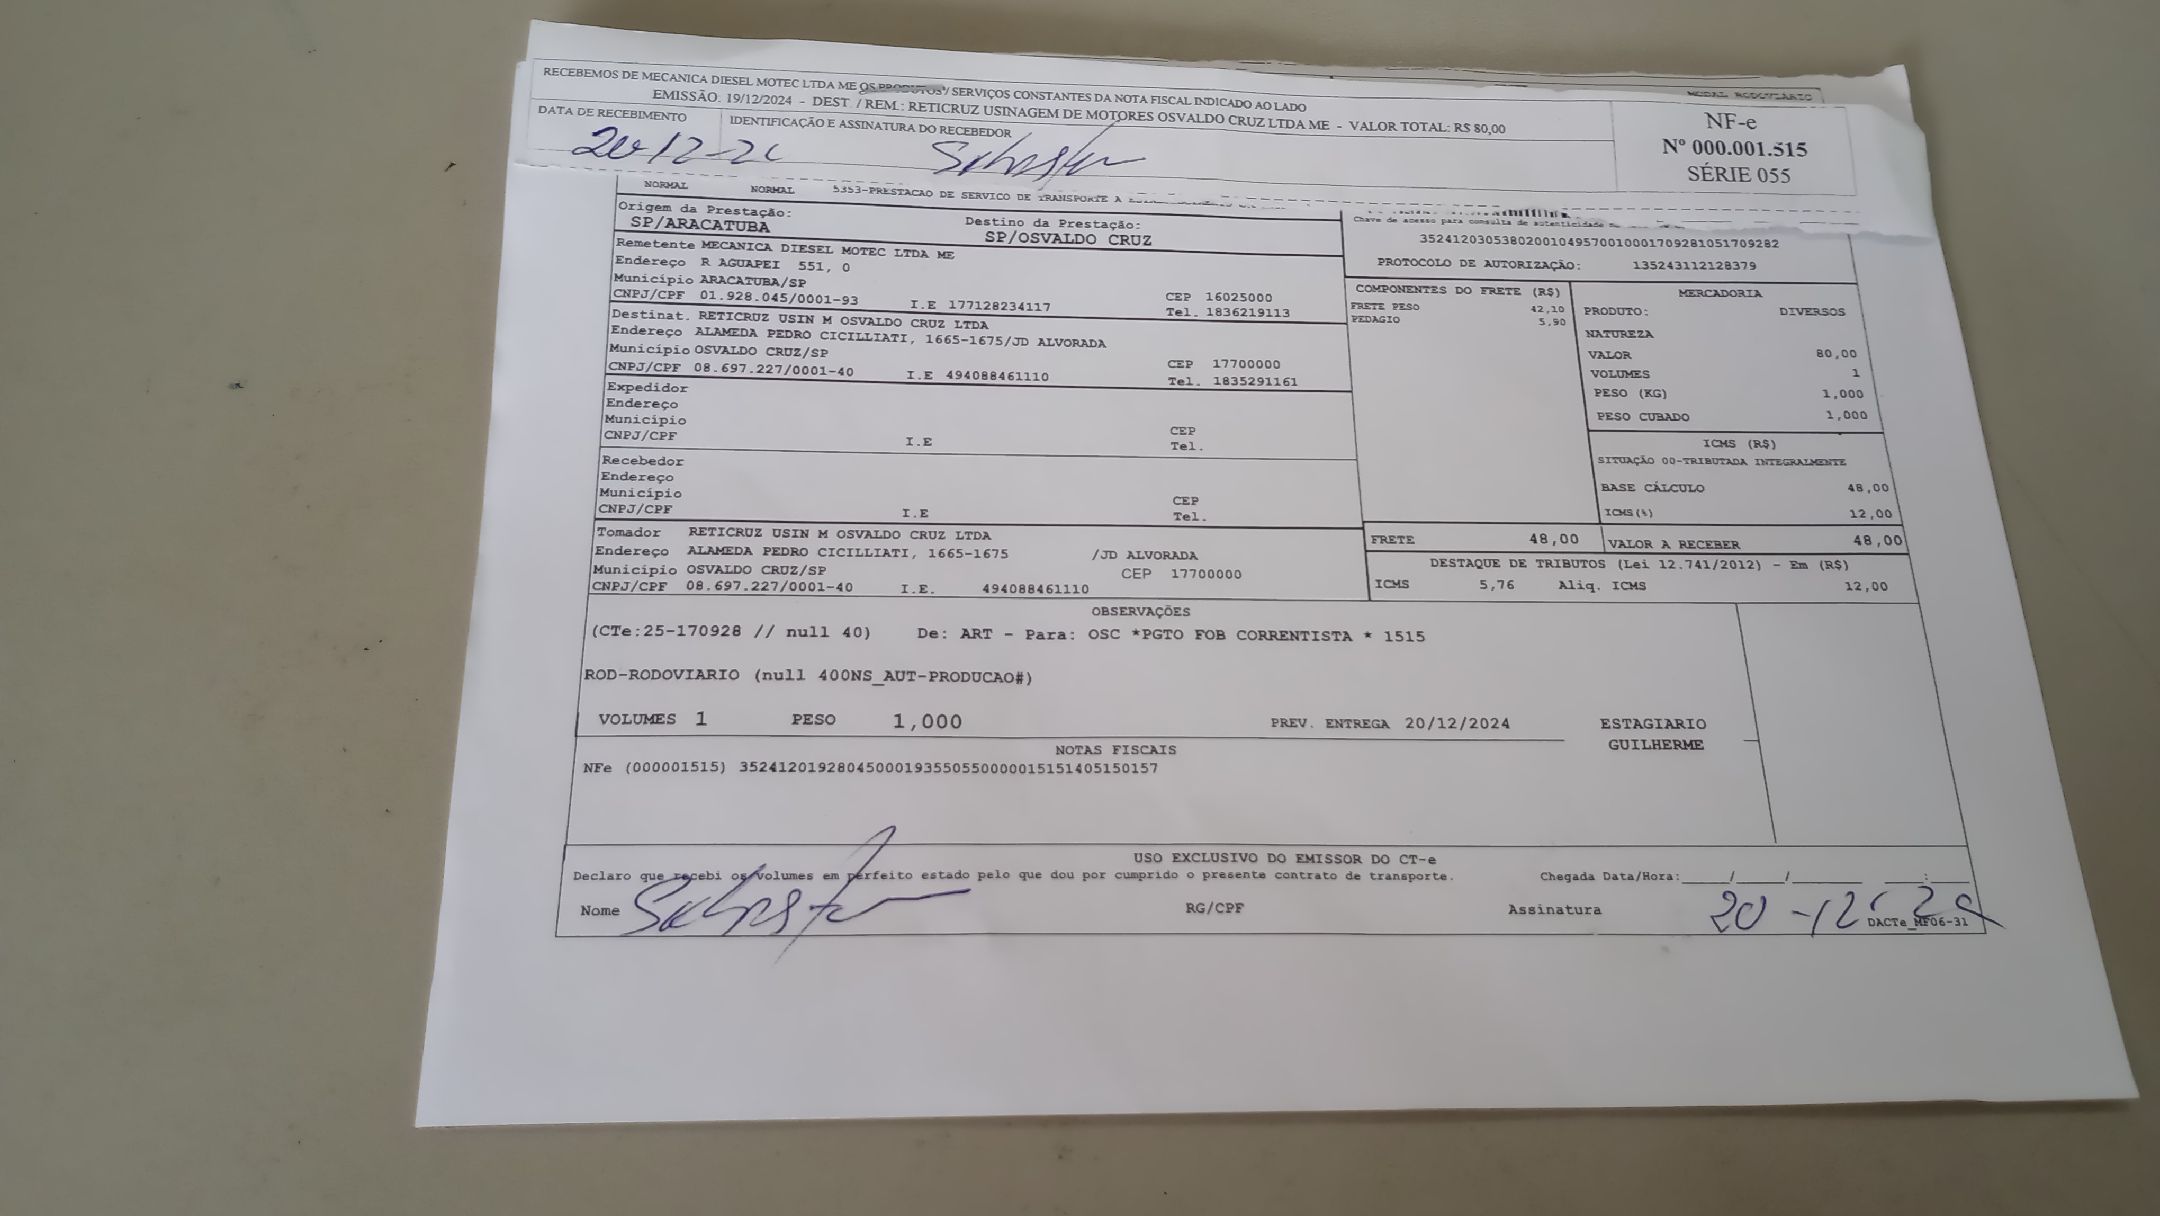 MODAL RODOVIÁRIO
RECEBEMOS DE MECANICA DIESEL MOTEC LTDA ME OS PRODUTOS / SERVIÇOS CONSTANTES DA NOTA FISCAL INDICADO AO LADO
EMISSÃO: 19/12/2024 - DEST. / REM.: RETICRUZ USINAGEM DE MOTORES OSVALDO CRUZ LTDA ME - VALOR TOTAL: R$ 80,00
DATA DE RECEBIMENTO IDENTIFICAÇÃO E ASSINATURA DO RECEBEDOR
NF-e
Nº 000.001.515
SÉRIE 055
NORMAL NORMAL 5353-PRESTACAO DE SERVICO DE TRANSPORTE A
Origem da Prestação: Destino da Prestação:
SP/ARACATUBA SP/OSVALDO CRUZ
Chave de acesso para consulta de autenticidade
35241203053802001049570010001709281051709282
PROTOCOLO DE AUTORIZAÇÃO: 135243112128379
Remetente MECANICA DIESEL MOTEC LTDA ME
Endereço R AGUAPEI 551, 0
Município ARACATUBA/SP CEP 16025000
CNPJ/CPF 01.928.045/0001-93 I.E 177128234117 Tel. 1836219113
Destinat. RETICRUZ USIN M OSVALDO CRUZ LTDA
Endereço ALAMEDA PEDRO CICILLIATI, 1665-1675/JD ALVORADA
Município OSVALDO CRUZ/SP CEP 17700000
CNPJ/CPF 08.697.227/0001-40 I.E 494088461110 Tel. 1835291161
Expedidor
Endereço
Município CEP
CNPJ/CPF I.E Tel.
Recebedor
Endereço
Município CEP
CNPJ/CPF I.E Tel.
Tomador RETICRUZ USIN M OSVALDO CRUZ LTDA
Endereço ALAMEDA PEDRO CICILLIATI, 1665-1675 /JD ALVORADA
Município OSVALDO CRUZ/SP CEP 17700000
CNPJ/CPF 08.697.227/0001-40 I.E. 494088461110
COMPONENTES DO FRETE (R$)
FRETE PESO 42,10
PEDAGIO 5,90
MERCADORIA
PRODUTO: DIVERSOS
NATUREZA
VALOR 80,00
VOLUMES 1
PESO (KG) 1,000
PESO CUBADO 1,000
ICMS (R$)
SITUAÇÃO 00-TRIBUTADA INTEGRALMENTE
BASE CÁLCULO 48,00
ICMS(%) 12,00
FRETE 48,00 VALOR A RECEBER 48,00
DESTAQUE DE TRIBUTOS (Lei 12.741/2012) - Em (R$)
ICMS 5,76 Aliq. ICMS 12,00
OBSERVAÇÕES
(CTe:25-170928 // null 40) De: ART - Para: OSC *PGTO FOB CORRENTISTA * 1515
ROD-RODOVIARIO (null 400NS_AUT-PRODUCAO#)
VOLUMES 1 PESO 1,000 PREV. ENTREGA 20/12/2024 ESTAGIARIO
GUILHERME
NOTAS FISCAIS
NFe (000001515) 35241201928045000193550550000015151405150157
USO EXCLUSIVO DO EMISSOR DO CT-e
Declaro que recebi os volumes em perfeito estado pelo que dou por cumprido o presente contrato de transporte. Chegada Data/Hora:____/____/______ ___:___
Nome RG/CPF Assinatura 20-12-
DACTe_MF06-31